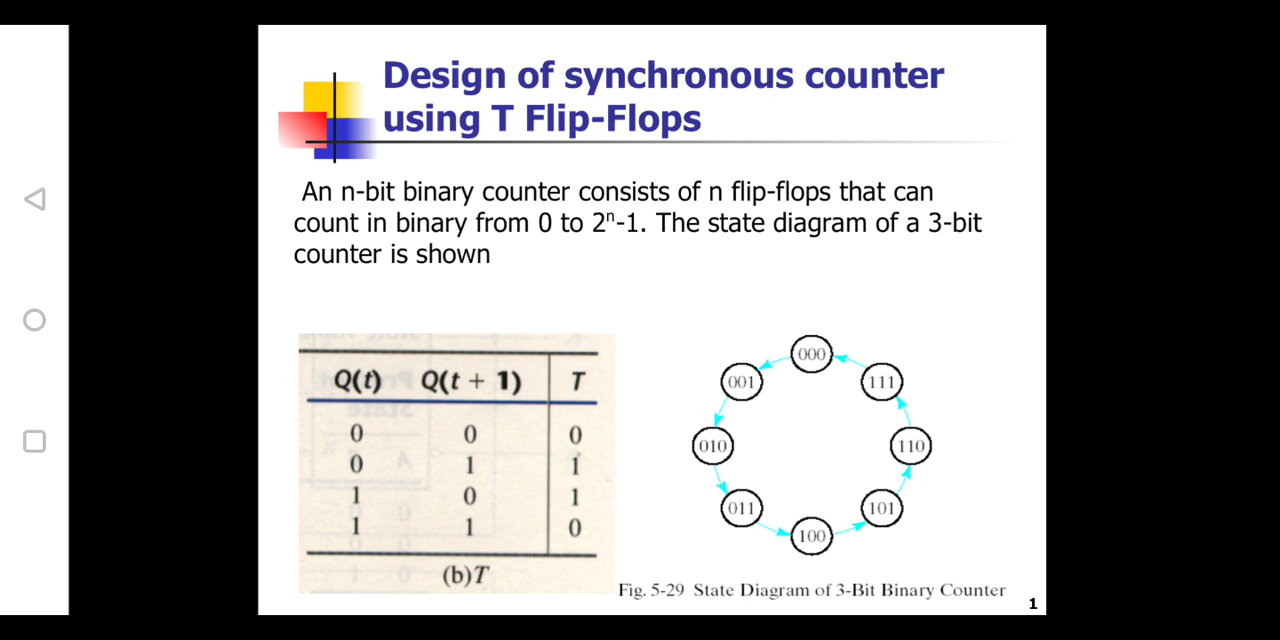 Design of synchronous counter
using T Flip-Flops
An n-bit binary counter consists of n flip-flops that can
count in binary from 0 to 2ⁿ-1. The state diagram of a 3-bit
counter is shown
Q(t) Q(t + 1) T
0 0 0
0 1 1
1 0 1
1 1 0
(b)T
000
001
111
010
110
011
101
100
Fig. 5-29 State Diagram of 3-Bit Binary Counter
1